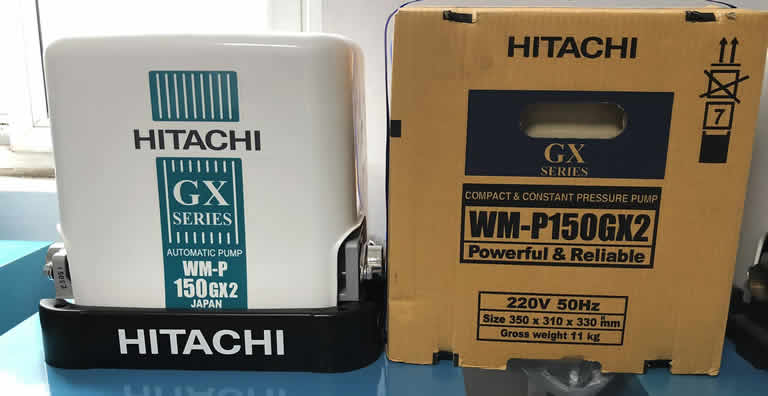 HITACHI
GX
SERIES
AUTOMATIC PUMP
WM-P
150GX2
JAPAN
HITACHI
HITACHI
7
GX
SERIES
COMPACT & CONSTANT PRESSURE PUMP
WM-P150GX2
Powerful & Reliable
220V 50Hz
Size 350 x 310 x 330 mm
Gross weight 11 kg